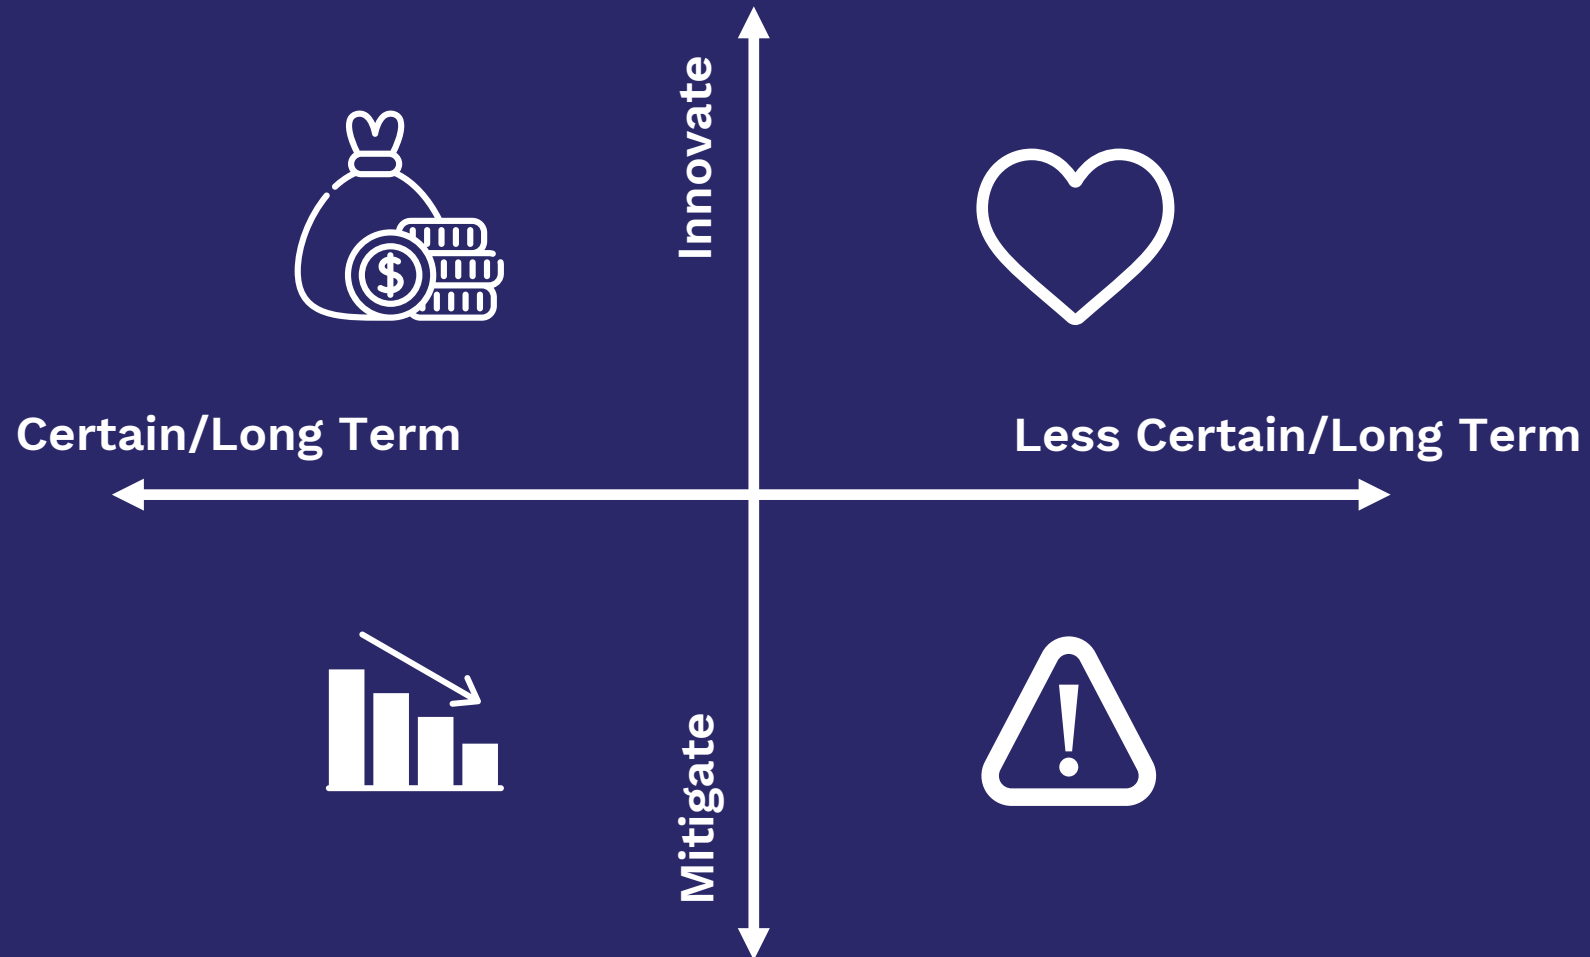 Innovate
Certain/Long Term
Less Certain/Long Term
$
!
Mitigate